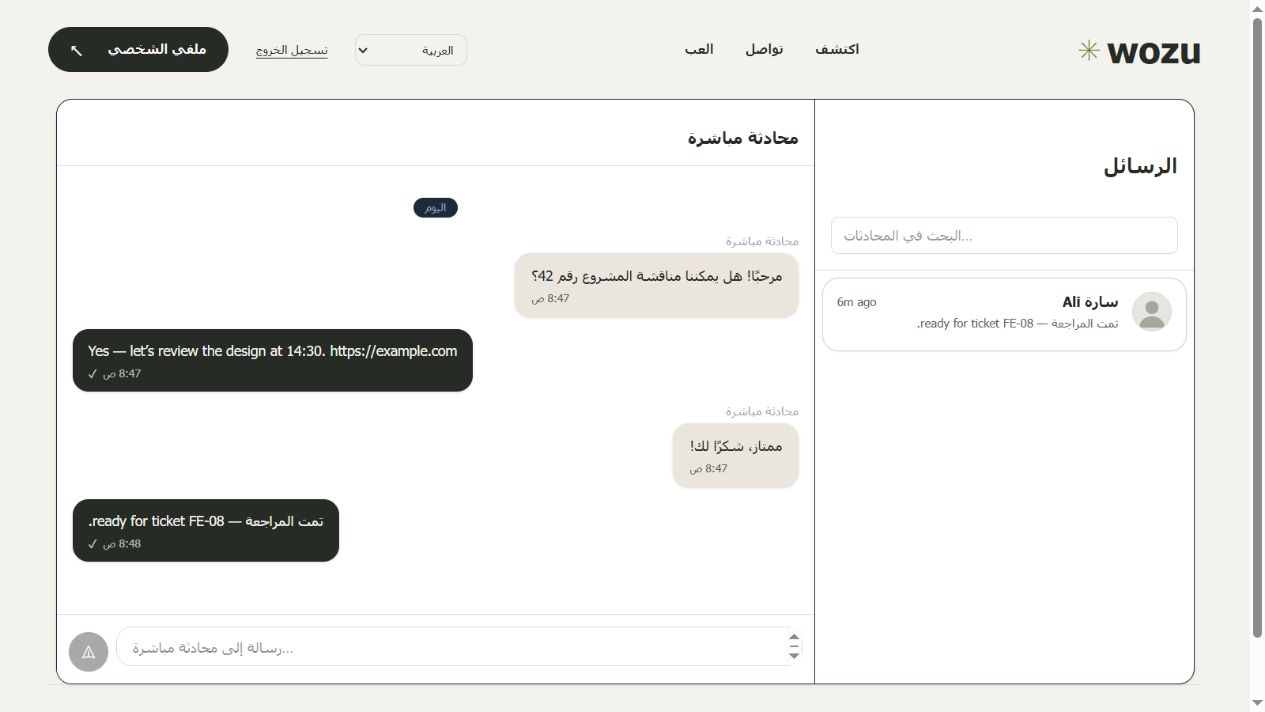 wozu
اكتشف
تواصل
العب
العربية
تسجيل الخروج
ملفي الشخصي
الرسائل
البحث في المحادثات...
سارة Ali
6m ago
تمت المراجعة — ready for ticket FE-08.
محادثة مباشرة
اليوم
محادثة مباشرة
مرحبًا! هل يمكننا مناقشة المشروع رقم 42؟
8:47 ص
Yes — let’s review the design at 14:30. https://example.com
8:47 ص ✓
محادثة مباشرة
ممتاز، شكرًا لك!
8:47 ص
تمت المراجعة — ready for ticket FE-08.
8:48 ص ✓
رسالة إلى محادثة مباشرة...